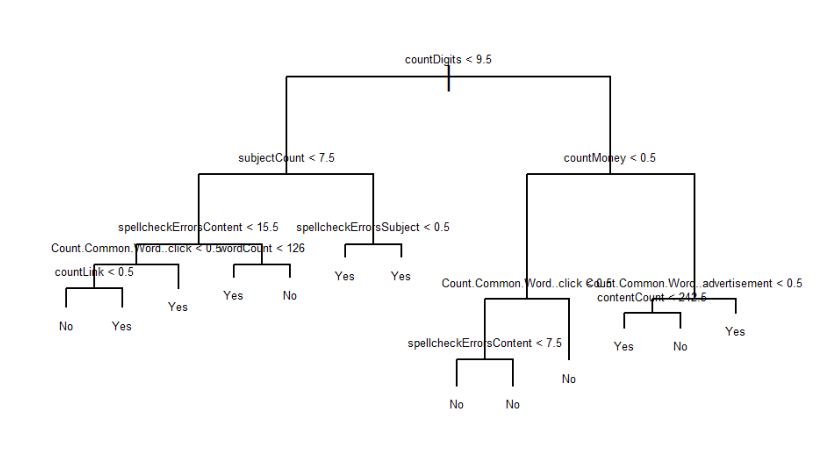 countDigits < 9.5
subjectCount < 7.5
countMoney < 0.5
spellcheckErrorsContent < 15.5
spellcheckErrorsSubject < 0.5
Count.Common.Word..click < 0.5
wordCount < 126
countLink < 0.5
Yes
Yes
Count.Common.Word..click < 0.5
Count.Common.Word..advertisement < 0.5
Yes
No
contentCount < 242.5
Yes
No
Yes
Yes
Yes
No
spellcheckErrorsContent < 7.5
No
No
No